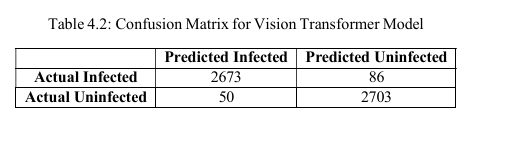 Table 4.2: Confusion Matrix for Vision Transformer Model
Predicted Infected Predicted Uninfected
Actual Infected 2673 86
Actual Uninfected 50 2703